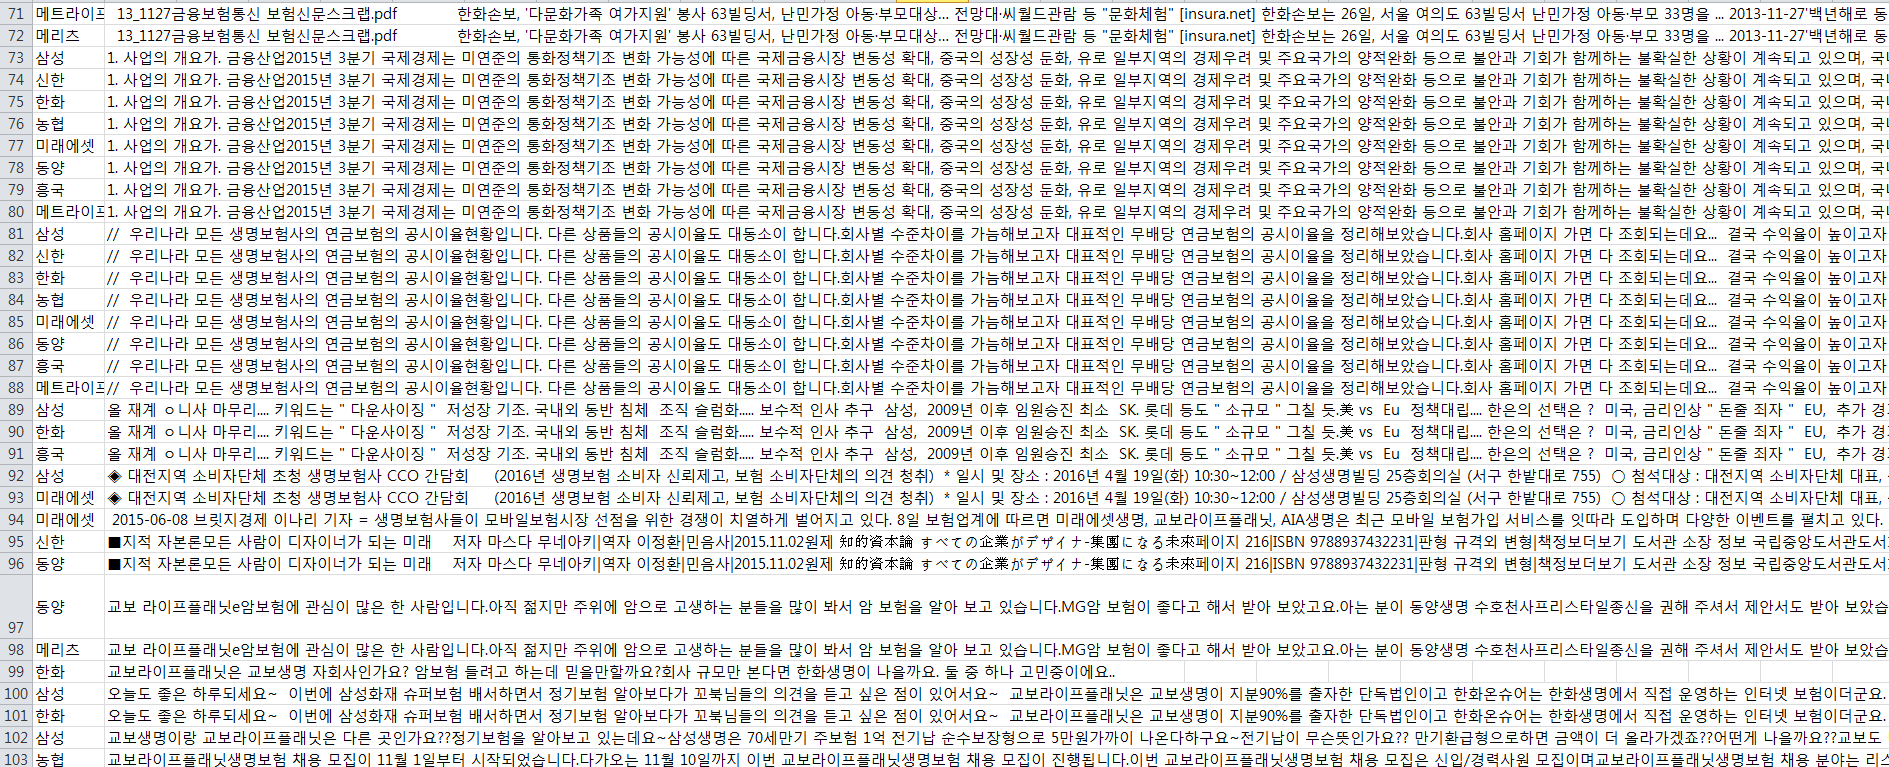 71 메트라이프 13_1127금융보험통신 보험신문스크랩.pdf 한화손보, '다문화가족 여가지원' 봉사 63빌딩서, 난민가정 아동·부모대상... 전망대·씨월드관람 등 "문화체험" [insura.net] 한화손보는 26일, 서울 여의도 63빌딩서 난민가정 아동·부모 33명을 ... 2013-11-27'백년해로 동
72 메리츠 13_1127금융보험통신 보험신문스크랩.pdf 한화손보, '다문화가족 여가지원' 봉사 63빌딩서, 난민가정 아동·부모대상... 전망대·씨월드관람 등 "문화체험" [insura.net] 한화손보는 26일, 서울 여의도 63빌딩서 난민가정 아동·부모 33명을 ... 2013-11-27'백년해로 동
73 삼성 1. 사업의 개요가. 금융산업2015년 3분기 국제경제는 미연준의 통화정책기조 변화 가능성에 따른 국제금융시장 변동성 확대, 중국의 성장성 둔화, 유로 일부지역의 경제우려 및 주요국가의 양적완화 등으로 불안과 기회가 함께하는 불확실한 상황이 계속되고 있으며, 국내
74 신한 1. 사업의 개요가. 금융산업2015년 3분기 국제경제는 미연준의 통화정책기조 변화 가능성에 따른 국제금융시장 변동성 확대, 중국의 성장성 둔화, 유로 일부지역의 경제우려 및 주요국가의 양적완화 등으로 불안과 기회가 함께하는 불확실한 상황이 계속되고 있으며, 국내
75 한화 1. 사업의 개요가. 금융산업2015년 3분기 국제경제는 미연준의 통화정책기조 변화 가능성에 따른 국제금융시장 변동성 확대, 중국의 성장성 둔화, 유로 일부지역의 경제우려 및 주요국가의 양적완화 등으로 불안과 기회가 함께하는 불확실한 상황이 계속되고 있으며, 국내
76 농협 1. 사업의 개요가. 금융산업2015년 3분기 국제경제는 미연준의 통화정책기조 변화 가능성에 따른 국제금융시장 변동성 확대, 중국의 성장성 둔화, 유로 일부지역의 경제우려 및 주요국가의 양적완화 등으로 불안과 기회가 함께하는 불확실한 상황이 계속되고 있으며, 국내
77 미래에셋 1. 사업의 개요가. 금융산업2015년 3분기 국제경제는 미연준의 통화정책기조 변화 가능성에 따른 국제금융시장 변동성 확대, 중국의 성장성 둔화, 유로 일부지역의 경제우려 및 주요국가의 양적완화 등으로 불안과 기회가 함께하는 불확실한 상황이 계속되고 있으며, 국내
78 동양 1. 사업의 개요가. 금융산업2015년 3분기 국제경제는 미연준의 통화정책기조 변화 가능성에 따른 국제금융시장 변동성 확대, 중국의 성장성 둔화, 유로 일부지역의 경제우려 및 주요국가의 양적완화 등으로 불안과 기회가 함께하는 불확실한 상황이 계속되고 있으며, 국내
79 흥국 1. 사업의 개요가. 금융산업2015년 3분기 국제경제는 미연준의 통화정책기조 변화 가능성에 따른 국제금융시장 변동성 확대, 중국의 성장성 둔화, 유로 일부지역의 경제우려 및 주요국가의 양적완화 등으로 불안과 기회가 함께하는 불확실한 상황이 계속되고 있으며, 국내
80 메트라이프 1. 사업의 개요가. 금융산업2015년 3분기 국제경제는 미연준의 통화정책기조 변화 가능성에 따른 국제금융시장 변동성 확대, 중국의 성장성 둔화, 유로 일부지역의 경제우려 및 주요국가의 양적완화 등으로 불안과 기회가 함께하는 불확실한 상황이 계속되고 있으며, 국내
81 삼성 // 우리나라 모든 생명보험사의 연금보험의 공시이율현황입니다. 다른 상품들의 공시이율도 대동소이 합니다.회사별 수준차이를 가늠해보고자 대표적인 무배당 연금보험의 공시이율을 정리해보았습니다.회사 홈페이지 가면 다 조회되는데요... 결국 수익율이 높이고자
82 신한 // 우리나라 모든 생명보험사의 연금보험의 공시이율현황입니다. 다른 상품들의 공시이율도 대동소이 합니다.회사별 수준차이를 가늠해보고자 대표적인 무배당 연금보험의 공시이율을 정리해보았습니다.회사 홈페이지 가면 다 조회되는데요... 결국 수익율이 높이고자
83 한화 // 우리나라 모든 생명보험사의 연금보험의 공시이율현황입니다. 다른 상품들의 공시이율도 대동소이 합니다.회사별 수준차이를 가늠해보고자 대표적인 무배당 연금보험의 공시이율을 정리해보았습니다.회사 홈페이지 가면 다 조회되는데요... 결국 수익율이 높이고자
84 농협 // 우리나라 모든 생명보험사의 연금보험의 공시이율현황입니다. 다른 상품들의 공시이율도 대동소이 합니다.회사별 수준차이를 가늠해보고자 대표적인 무배당 연금보험의 공시이율을 정리해보았습니다.회사 홈페이지 가면 다 조회되는데요... 결국 수익율이 높이고자
85 미래에셋 // 우리나라 모든 생명보험사의 연금보험의 공시이율현황입니다. 다른 상품들의 공시이율도 대동소이 합니다.회사별 수준차이를 가늠해보고자 대표적인 무배당 연금보험의 공시이율을 정리해보았습니다.회사 홈페이지 가면 다 조회되는데요... 결국 수익율이 높이고자
86 동양 // 우리나라 모든 생명보험사의 연금보험의 공시이율현황입니다. 다른 상품들의 공시이율도 대동소이 합니다.회사별 수준차이를 가늠해보고자 대표적인 무배당 연금보험의 공시이율을 정리해보았습니다.회사 홈페이지 가면 다 조회되는데요... 결국 수익율이 높이고자
87 흥국 // 우리나라 모든 생명보험사의 연금보험의 공시이율현황입니다. 다른 상품들의 공시이율도 대동소이 합니다.회사별 수준차이를 가늠해보고자 대표적인 무배당 연금보험의 공시이율을 정리해보았습니다.회사 홈페이지 가면 다 조회되는데요... 결국 수익율이 높이고자
88 메트라이프 // 우리나라 모든 생명보험사의 연금보험의 공시이율현황입니다. 다른 상품들의 공시이율도 대동소이 합니다.회사별 수준차이를 가늠해보고자 대표적인 무배당 연금보험의 공시이율을 정리해보았습니다.회사 홈페이지 가면 다 조회되는데요... 결국 수익율이 높이고자
89 삼성 올 재계 ㅇ니사 마무리.... 키워드는 " 다운사이징 " 저성장 기조. 국내외 동반 침체 조직 슬럼화..... 보수적 인사 추구 삼성, 2009년 이후 임원승진 최소 SK. 롯데 등도 " 소규모 " 그칠 듯.美 vs Eu 정책대립.... 한은의 선택은 ? 미국, 금리인상 " 돈줄 죄자 " EU, 추가 경
90 한화 올 재계 ㅇ니사 마무리.... 키워드는 " 다운사이징 " 저성장 기조. 국내외 동반 침체 조직 슬럼화..... 보수적 인사 추구 삼성, 2009년 이후 임원승진 최소 SK. 롯데 등도 " 소규모 " 그칠 듯.美 vs Eu 정책대립.... 한은의 선택은 ? 미국, 금리인상 " 돈줄 죄자 " EU, 추가 경
91 흥국 올 재계 ㅇ니사 마무리.... 키워드는 " 다운사이징 " 저성장 기조. 국내외 동반 침체 조직 슬럼화..... 보수적 인사 추구 삼성, 2009년 이후 임원승진 최소 SK. 롯데 등도 " 소규모 " 그칠 듯.美 vs Eu 정책대립.... 한은의 선택은 ? 미국, 금리인상 " 돈줄 죄자 " EU, 추가 경
92 삼성 ◈ 대전지역 소비자단체 초청 생명보험사 CCO 간담회 (2016년 생명보험 소비자 신뢰제고, 보험 소비자단체의 의견 청취) * 일시 및 장소 : 2016년 4월 19일(화) 10:30~12:00 / 삼성생명빌딩 25층회의실 (서구 한밭대로 755) ○ 참석대상 : 대전지역 소비자단체 대표,
93 미래에셋 ◈ 대전지역 소비자단체 초청 생명보험사 CCO 간담회 (2016년 생명보험 소비자 신뢰제고, 보험 소비자단체의 의견 청취) * 일시 및 장소 : 2016년 4월 19일(화) 10:30~12:00 / 삼성생명빌딩 25층회의실 (서구 한밭대로 755) ○ 참석대상 : 대전지역 소비자단체 대표,
94 미래에셋 2015-06-08 브릿지경제 이나리 기자 = 생명보험사들이 모바일보험시장 선점을 위한 경쟁이 치열하게 벌어지고 있다. 8일 보험업계에 따르면 미래에셋생명, 교보라이프플래닛, AIA생명은 최근 모바일 보험가입 서비스를 잇따라 도입하며 다양한 이벤트를 펼치고 있다.
95 신한 ■지적 자본론모든 사람이 디자이너가 되는 미래 저자 마스다 무네아키|역자 이정환|민음사|2015.11.02원제 知的資本論 すべての企業がデザイナ-集團になる未來페이지 216|ISBN 9788937432231|판형 규격외 변형|책정보더보기 도서관 소장 정보 국립중앙도서관도서
96 동양 ■지적 자본론모든 사람이 디자이너가 되는 미래 저자 마스다 무네아키|역자 이정환|민음사|2015.11.02원제 知的資本論 すべての企業がデザイナ-集團になる未來페이지 216|ISBN 9788937432231|판형 규격외 변형|책정보더보기 도서관 소장 정보 국립중앙도서관도서
97 동양 교보 라이프플래닛e암보험에 관심이 많은 한 사람입니다.아직 젊지만 주위에 암으로 고생하는 분들을 많이 봐서 암 보험을 알아 보고 있습니다.MG암 보험이 좋다고 해서 받아 보았고요.아는 분이 동양생명 수호천사프리스타일종신을 권해 주셔서 제안서도 받아 보았습
98 메리츠 교보 라이프플래닛e암보험에 관심이 많은 한 사람입니다.아직 젊지만 주위에 암으로 고생하는 분들을 많이 봐서 암 보험을 알아 보고 있습니다.MG암 보험이 좋다고 해서 받아 보았고요.아는 분이 동양생명 수호천사프리스타일종신을 권해 주셔서 제안서도 받아 보았습
99 한화 교보라이프플래닛은 교보생명 자회사인가요? 암보험 들려고 하는데 믿을만할까요?회사 규모만 본다면 한화생명이 나을까요. 둘 중 하나 고민중이에요..
100 삼성 오늘도 좋은 하루되세요~ 이번에 삼성화재 슈퍼보험 배서하면서 정기보험 알아보다가 꼬북님들의 의견을 듣고 싶은 점이 있어서요~ 교보라이프플래닛은 교보생명이 지분90%를 출자한 단독법인이고 한화온슈어는 한화생명에서 직접 운영하는 인터넷 보험이더군요.
101 한화 오늘도 좋은 하루되세요~ 이번에 삼성화재 슈퍼보험 배서하면서 정기보험 알아보다가 꼬북님들의 의견을 듣고 싶은 점이 있어서요~ 교보라이프플래닛은 교보생명이 지분90%를 출자한 단독법인이고 한화온슈어는 한화생명에서 직접 운영하는 인터넷 보험이더군요.
102 삼성 교보생명이랑 교보라이프플래닛은 다른 곳인가요??정기보험을 알아보고 있는데요~삼성생명은 70세만기 주보험 1억 전기납 순수보장형으로 5만원가까이 나온다하구요~전기납이 무슨뜻인가요?? 만기환급형으로하면 금액이 더 올라가겠죠??어떤게 나을까요??교보도
103 농협 교보라이프플래닛생명보험 채용 모집이 11월 1일부터 시작되었습니다.다가오는 11월 10일까지 이번 교보라이프플래닛생명보험 채용 모집이 진행됩니다.이번 교보라이프플래닛생명보험 채용 모집은 신입/경력사원 모집이며교보라이프플래닛생명보험 채용 분야는 리스